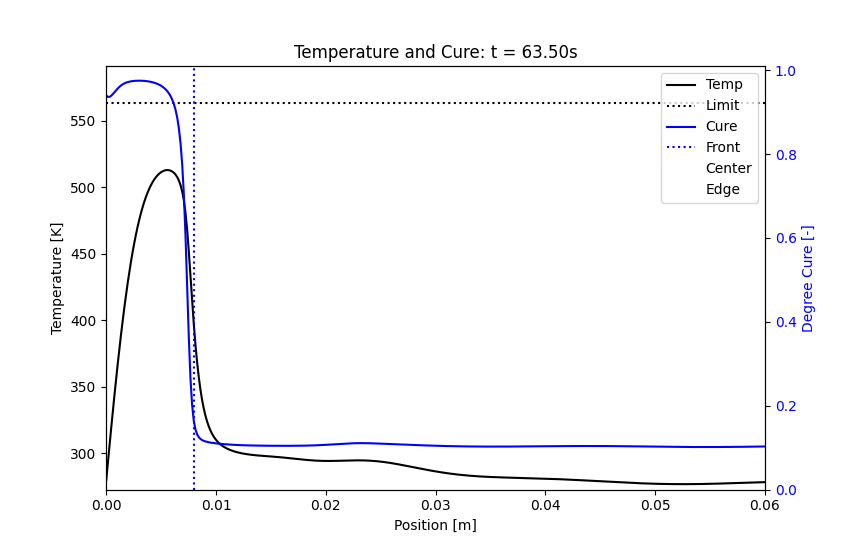 Temperature and Cure: t = 63.50s
Temp
Limit
Cure
Front
Center
Edge
Temperature [K]
550
500
450
400
350
300
Degree Cure [-]
1.0
0.8
0.6
0.4
0.2
0.0
0.00 0.01 0.02 0.03 0.04 0.05 0.06
Position [m]